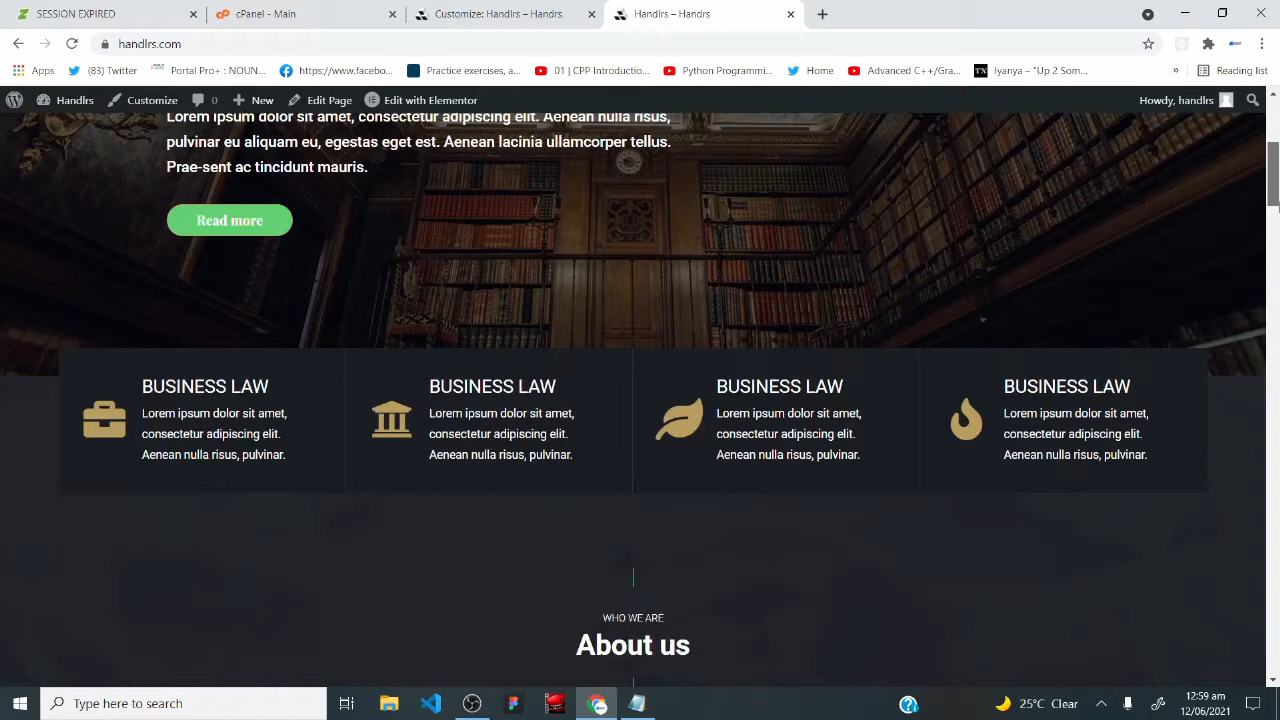 SESSION EXPIRED
cPanel - Main
Customize: Handlrs – Handrs
Handlrs – Handrs
handlrs.com
Apps
93) Twitter
Portal Pro+ : NOUN...
https://www.facebo...
Practice exercises, a...
01 | CPP Introductio...
Python Programmi...
Home
Advanced C++/Gra...
TX
Iyanya – "Up 2 Som...
»
Reading list
Handlrs
Customize
0
New
Edit Page
Edit with Elementor
Howdy, handlrs
Lorem ipsum dolor sit amet, consectetur adipiscing elit. Aenean nulla risus,
pulvinar eu aliquam eu, egestas eget est. Aenean lacinia ullamcorper tellus.
Prae-sent ac tincidunt mauris.
Read more
BUSINESS LAW
Lorem ipsum dolor sit amet,
consectetur adipiscing elit.
Aenean nulla risus, pulvinar.
BUSINESS LAW
Lorem ipsum dolor sit amet,
consectetur adipiscing elit.
Aenean nulla risus, pulvinar.
BUSINESS LAW
Lorem ipsum dolor sit amet,
consectetur adipiscing elit.
Aenean nulla risus, pulvinar.
BUSINESS LAW
Lorem ipsum dolor sit amet,
consectetur adipiscing elit.
Aenean nulla risus, pulvinar.
WHO WE ARE
About us
Type here to search
25°C Clear
12:59 am
12/06/2021